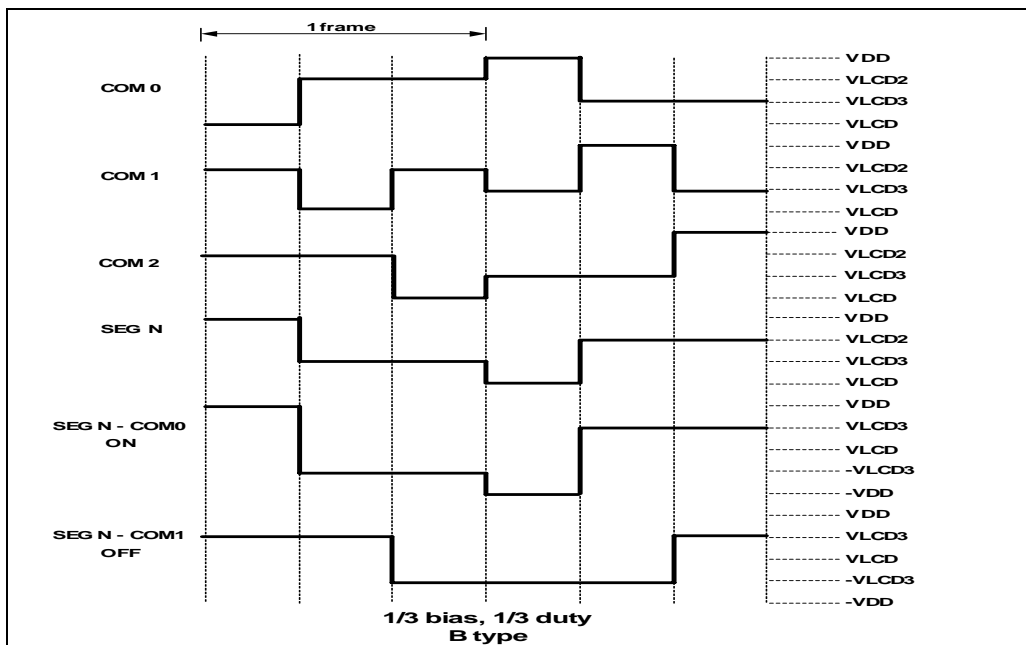 1 frame
COM 0
VDD
VLCD2
VLCD3
VLCD
COM 1
VDD
VLCD2
VLCD3
VLCD
COM 2
VDD
VLCD2
VLCD3
VLCD
SEG N
VDD
VLCD2
VLCD3
VLCD
SEG N - COM0
ON
VDD
VLCD3
VLCD
-VLCD3
-VDD
SEG N - COM1
OFF
VDD
VLCD3
VLCD
-VLCD3
-VDD
1/3 bias, 1/3 duty
B type